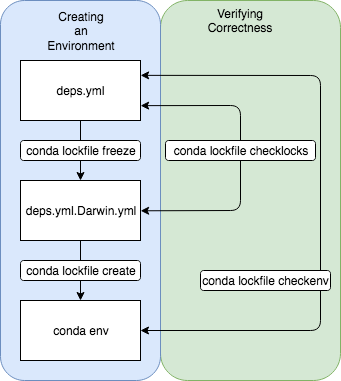 Creating
an
Environment
Verifying
Correctness
deps.yml
conda lockfile freeze
conda lockfile checklocks
deps.yml.Darwin.yml
conda lockfile create
conda lockfile checkenv
conda env